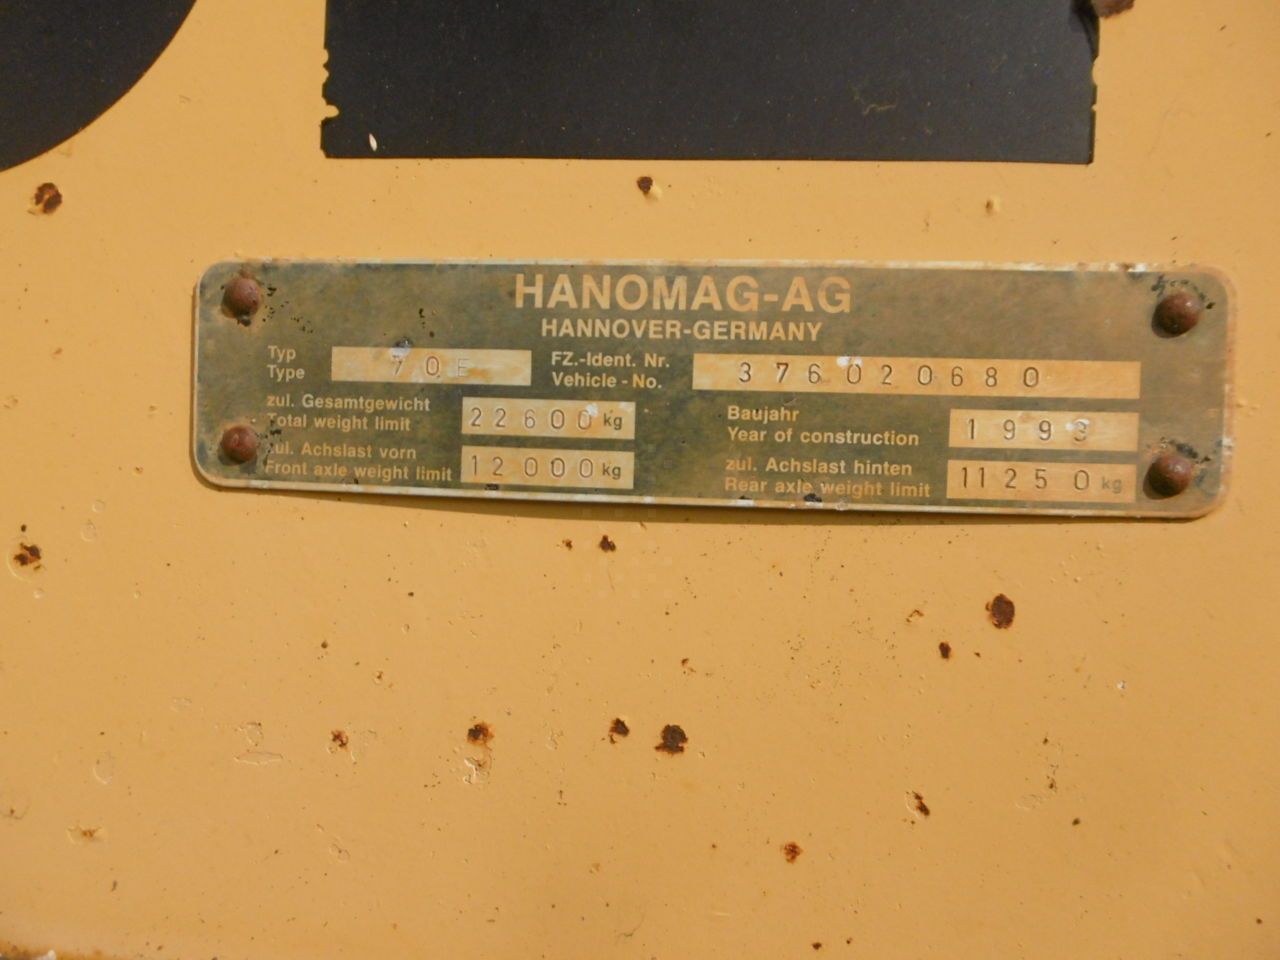 HANOMAG-AG
HANNOVER-GERMANY
Typ
Type
70E
FZ.-Ident. Nr.
Vehicle-No.
376020680
zul. Gesamtgewicht
Total weight limit
22600 kg
Baujahr
Year of construction
1993
zul. Achslast vorn
Front axle weight limit
12000 kg
zul. Achslast hinten
Rear axle weight limit
11250 kg